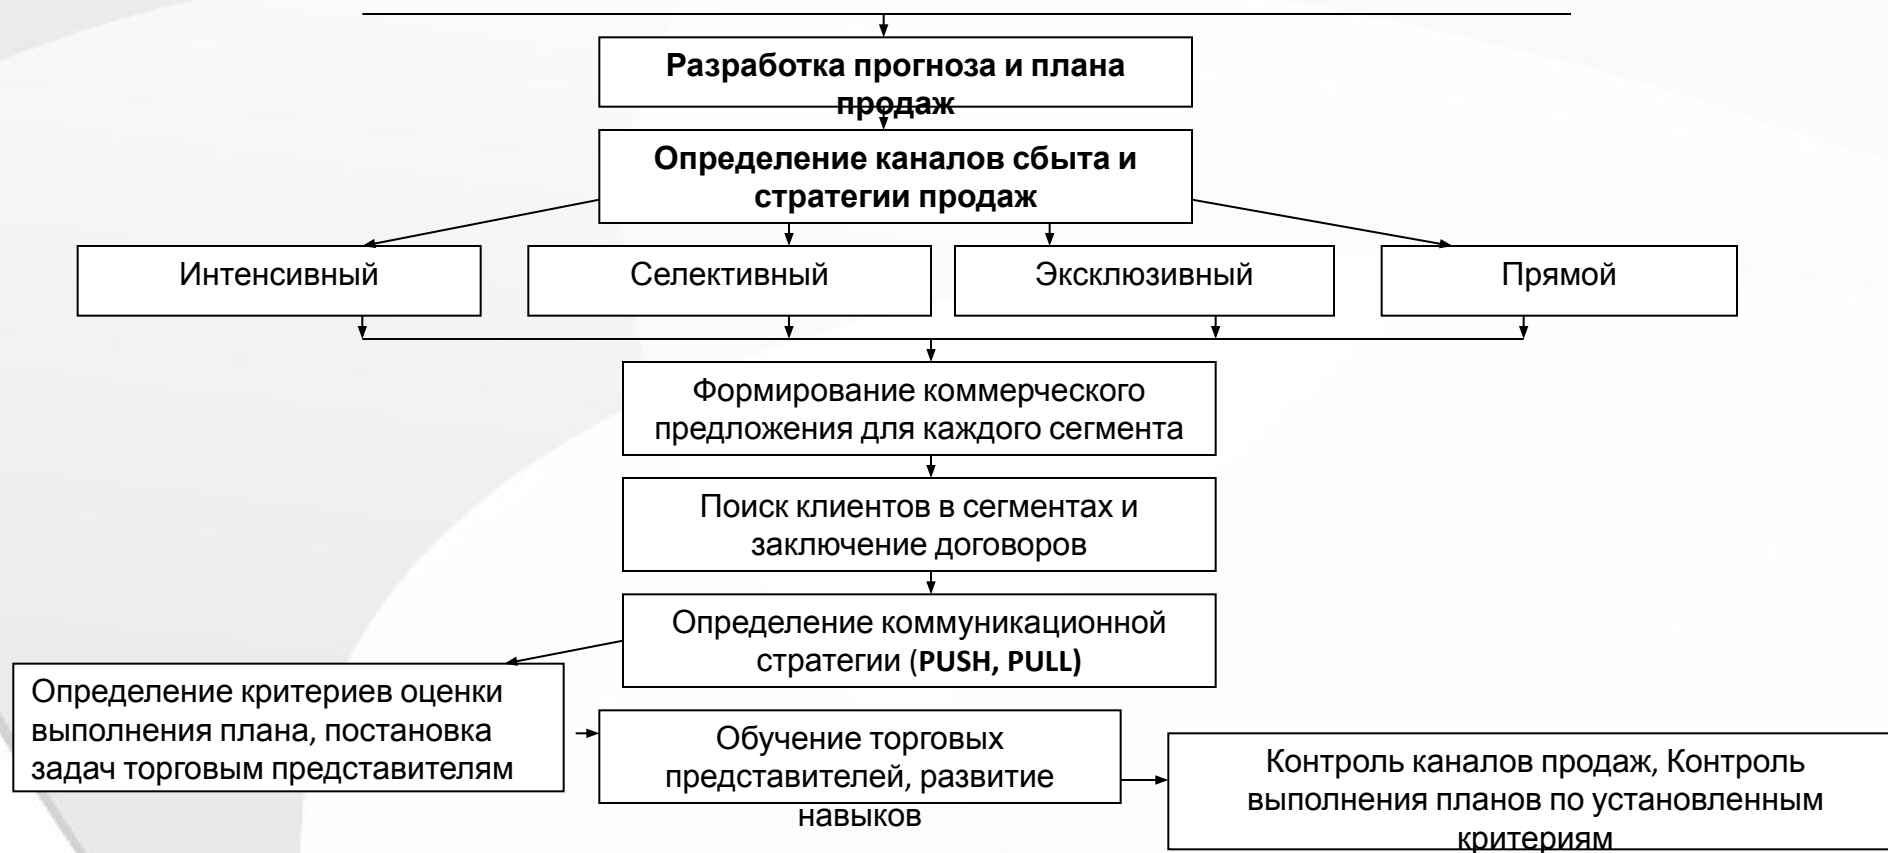 Разработка прогноза и плана
продаж
Определение каналов сбыта и
стратегии продаж
Интенсивный
Селективный
Эксклюзивный
Прямой
Формирование коммерческого
предложения для каждого сегмента
Поиск клиентов в сегментах и
заключение договоров
Определение коммуникационной
стратегии (PUSH, PULL)
Определение критериев оценки
выполнения плана, постановка
задач торговым представителям
Обучение торговых
представителей, развитие
навыков
Контроль каналов продаж, Контроль
выполнения планов по установленным
критериям